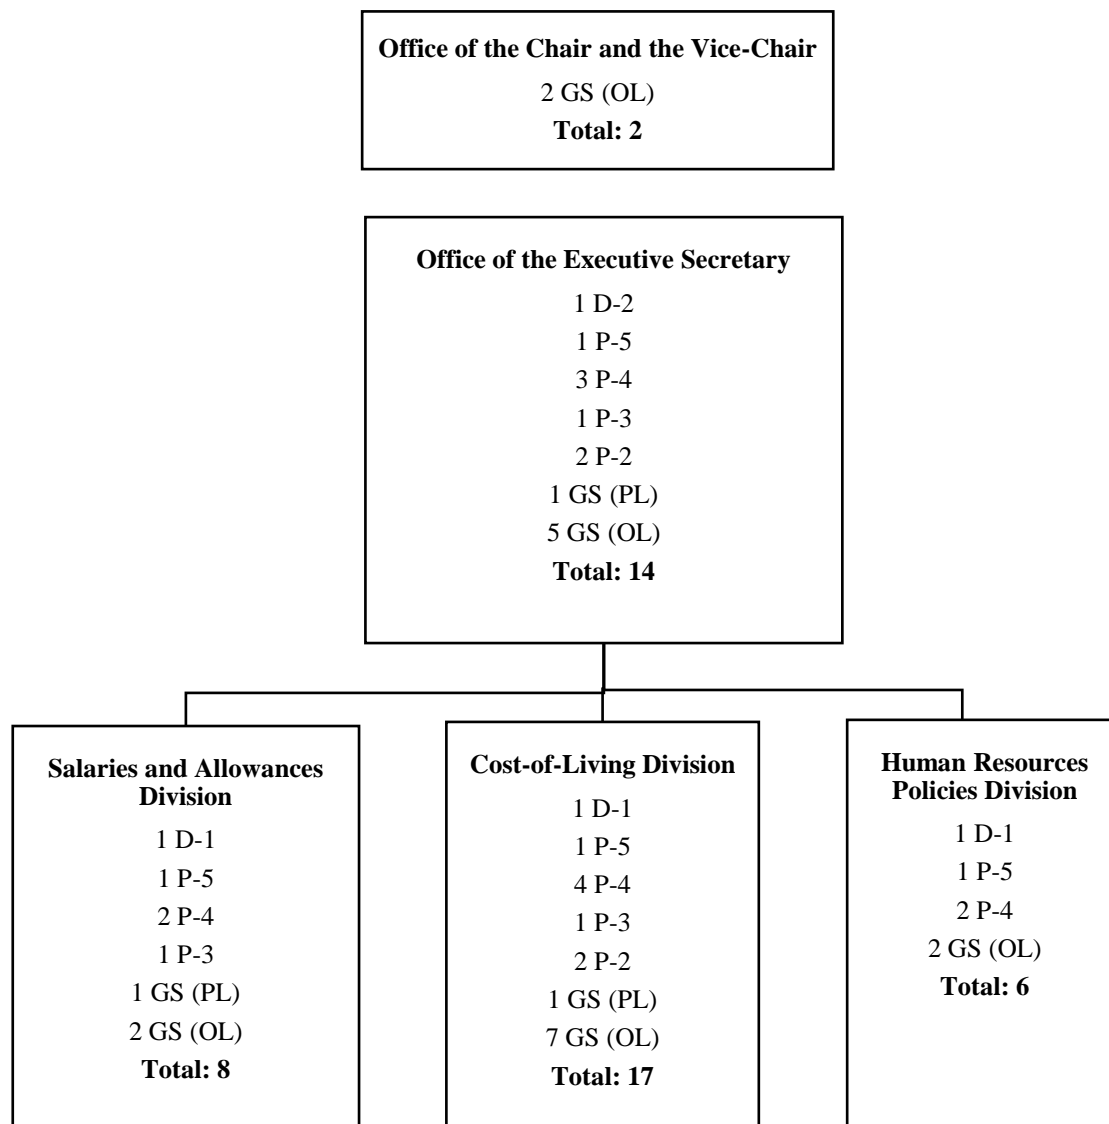 Office of the Chair and the Vice-Chair
2 GS (OL)
Total: 2
Office of the Executive Secretary
1 D-2
1 P-5
3 P-4
1 P-3
2 P-2
1 GS (PL)
5 GS (OL)
Total: 14
Salaries and Allowances
Division
1 D-1
1 P-5
2 P-4
1 P-3
1 GS (PL)
2 GS (OL)
Total: 8
Cost-of-Living Division
1 D-1
1 P-5
4 P-4
1 P-3
2 P-2
1 GS (PL)
7 GS (OL)
Total: 17
Human Resources
Policies Division
1 D-1
1 P-5
2 P-4
2 GS (OL)
Total: 6